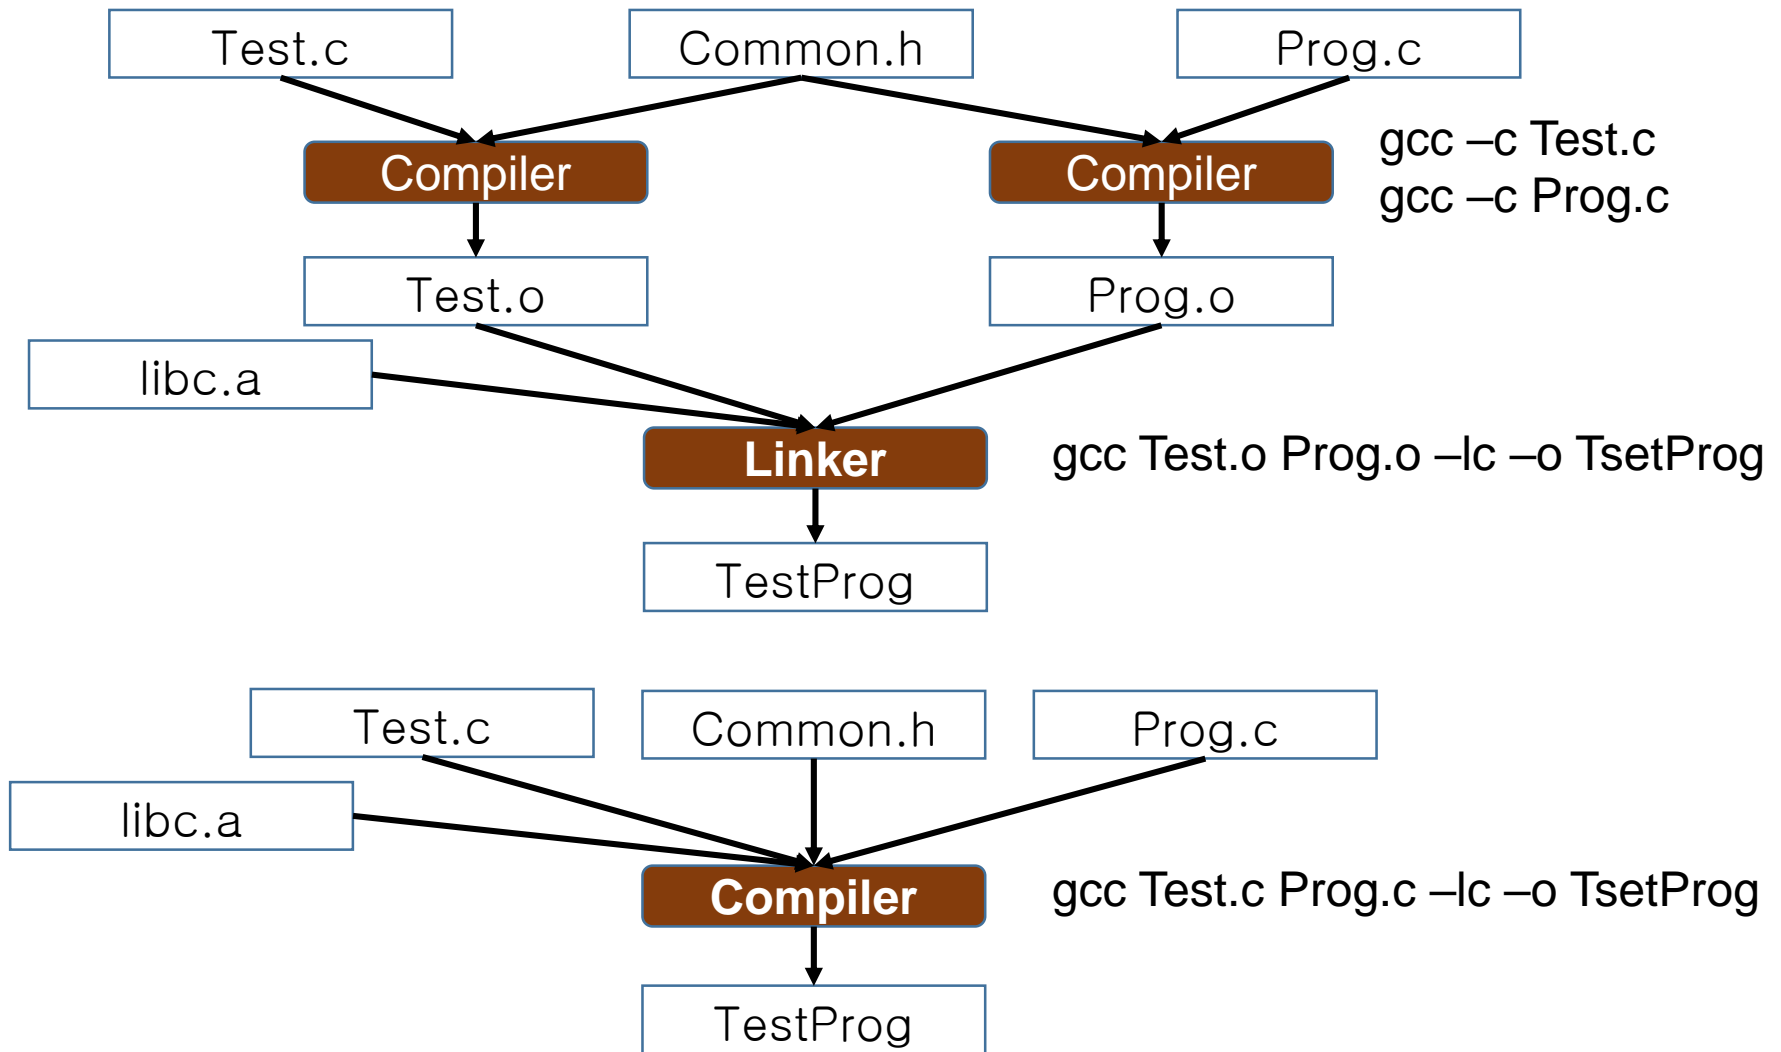 Test.c
Common.h
Prog.c
Compiler
Compiler
gcc –c Test.c
gcc –c Prog.c
Test.o
Prog.o
libc.a
Linker
gcc Test.o Prog.o –lc –o TsetProg
TestProg
Test.c
Common.h
Prog.c
libc.a
Compiler
gcc Test.c Prog.c –lc –o TsetProg
TestProg